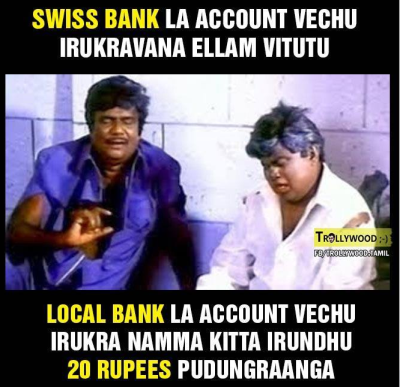 SWISS BANK LA ACCOUNT VECHU
IRUKRAVANA ELLAM VITUTU
TROLLYWOOD ;-)
FB/TROLLYWOOD.TAMIL
LOCAL BANK LA ACCOUNT VECHU
IRUKRA NAMMA KITTA IRUNDHU
20 RUPEES PUDUNGRAANGA